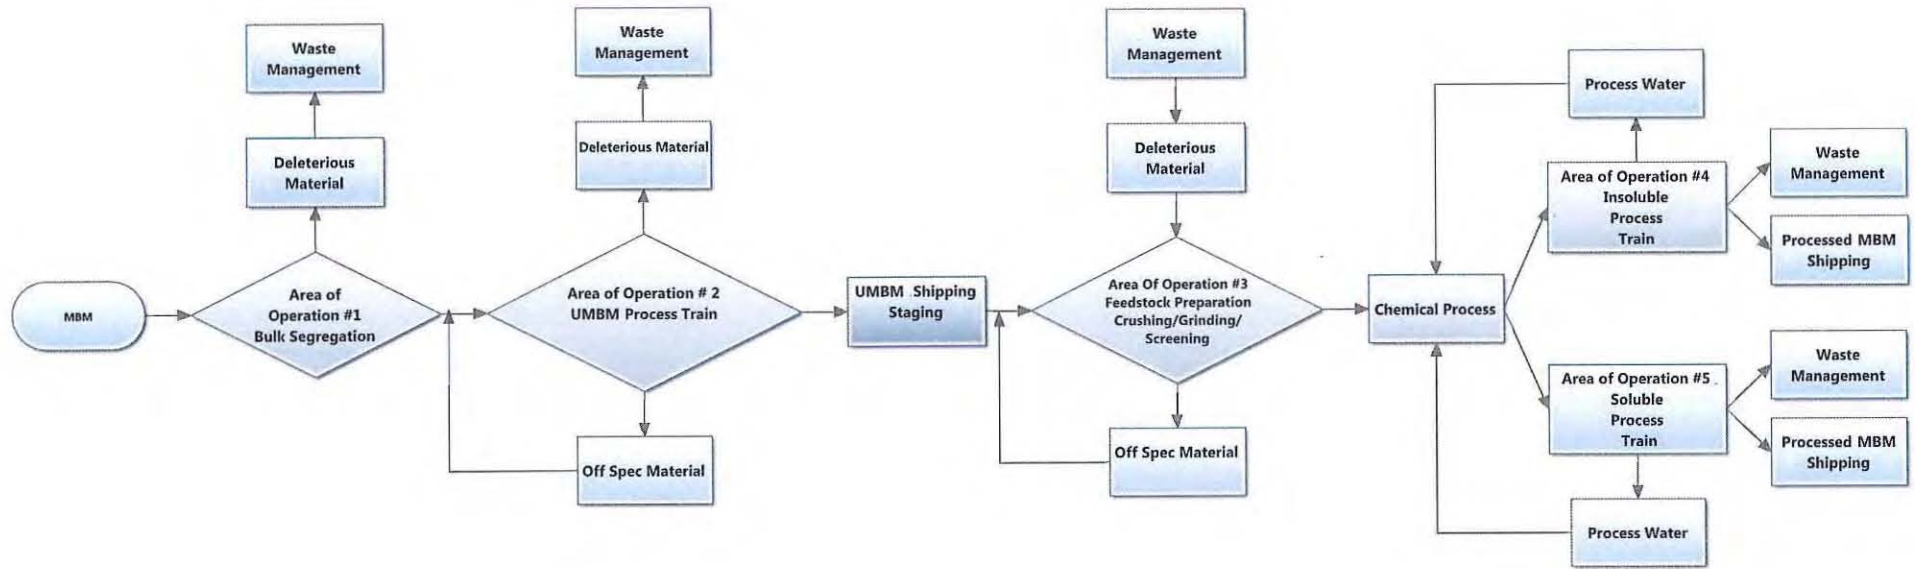 Waste
Management
Deleterious
Material
Waste
Management
Deleterious Material
Waste
Management
Deleterious
Material
Process Water
Area of Operation #4
Insoluble
Process
Train
Waste
Management
Processed MBM
Shipping
MBM
Area of
Operation #1
Bulk Segregation
Area of Operation # 2
UMBM Process Train
UMBM Shipping
Staging
Area Of Operation #3
Feedstock Preparation
Crushing/Grinding/
Screening
Chemical Process
Off Spec Material
Off Spec Material
Area of Operation #5
Soluble
Process
Train
Waste
Management
Processed MBM
Shipping
Process Water